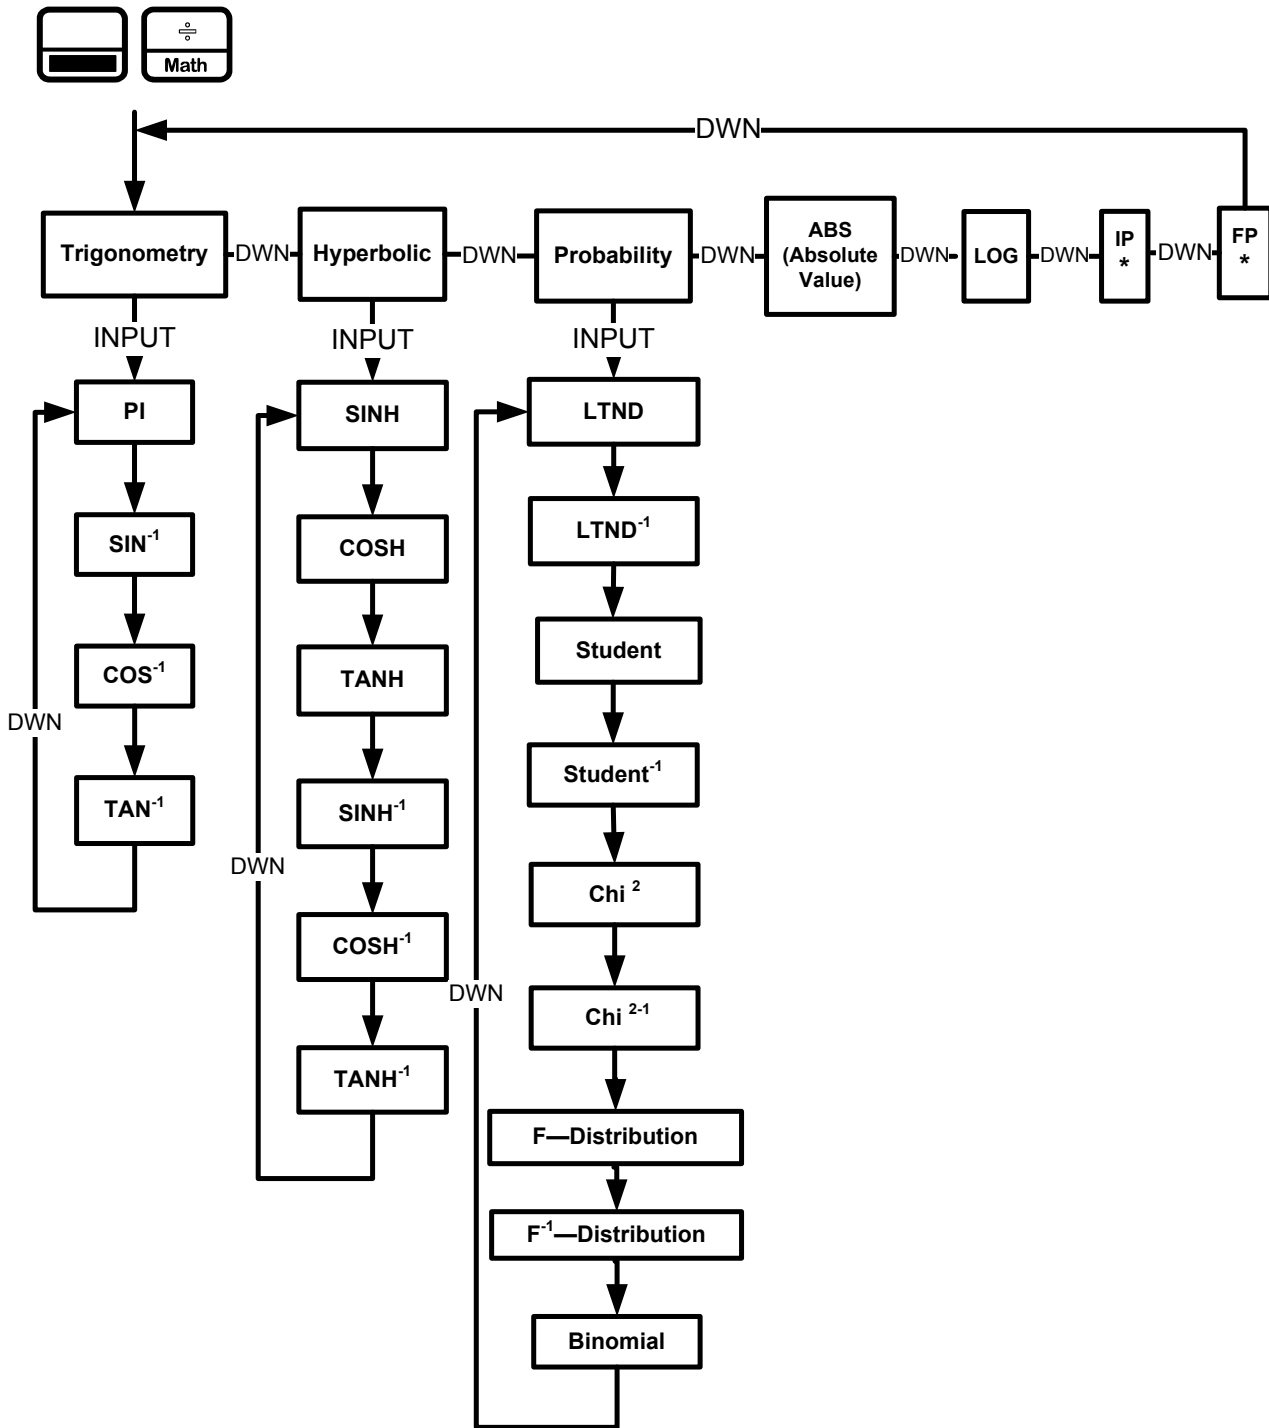 ÷
Math
DWN
Trigonometry
DWN
Hyperbolic
DWN
Probability
DWN
ABS
(Absolute
Value)
DWN
LOG
DWN
IP
*
DWN
FP
*
INPUT
PI
SIN⁻¹
COS⁻¹
TAN⁻¹
DWN
INPUT
SINH
COSH
TANH
SINH⁻¹
COSH⁻¹
TANH⁻¹
DWN
INPUT
LTND
LTND⁻¹
Student
Student⁻¹
Chi ²
Chi ²⁻¹
F—Distribution
F⁻¹—Distribution
Binomial
DWN